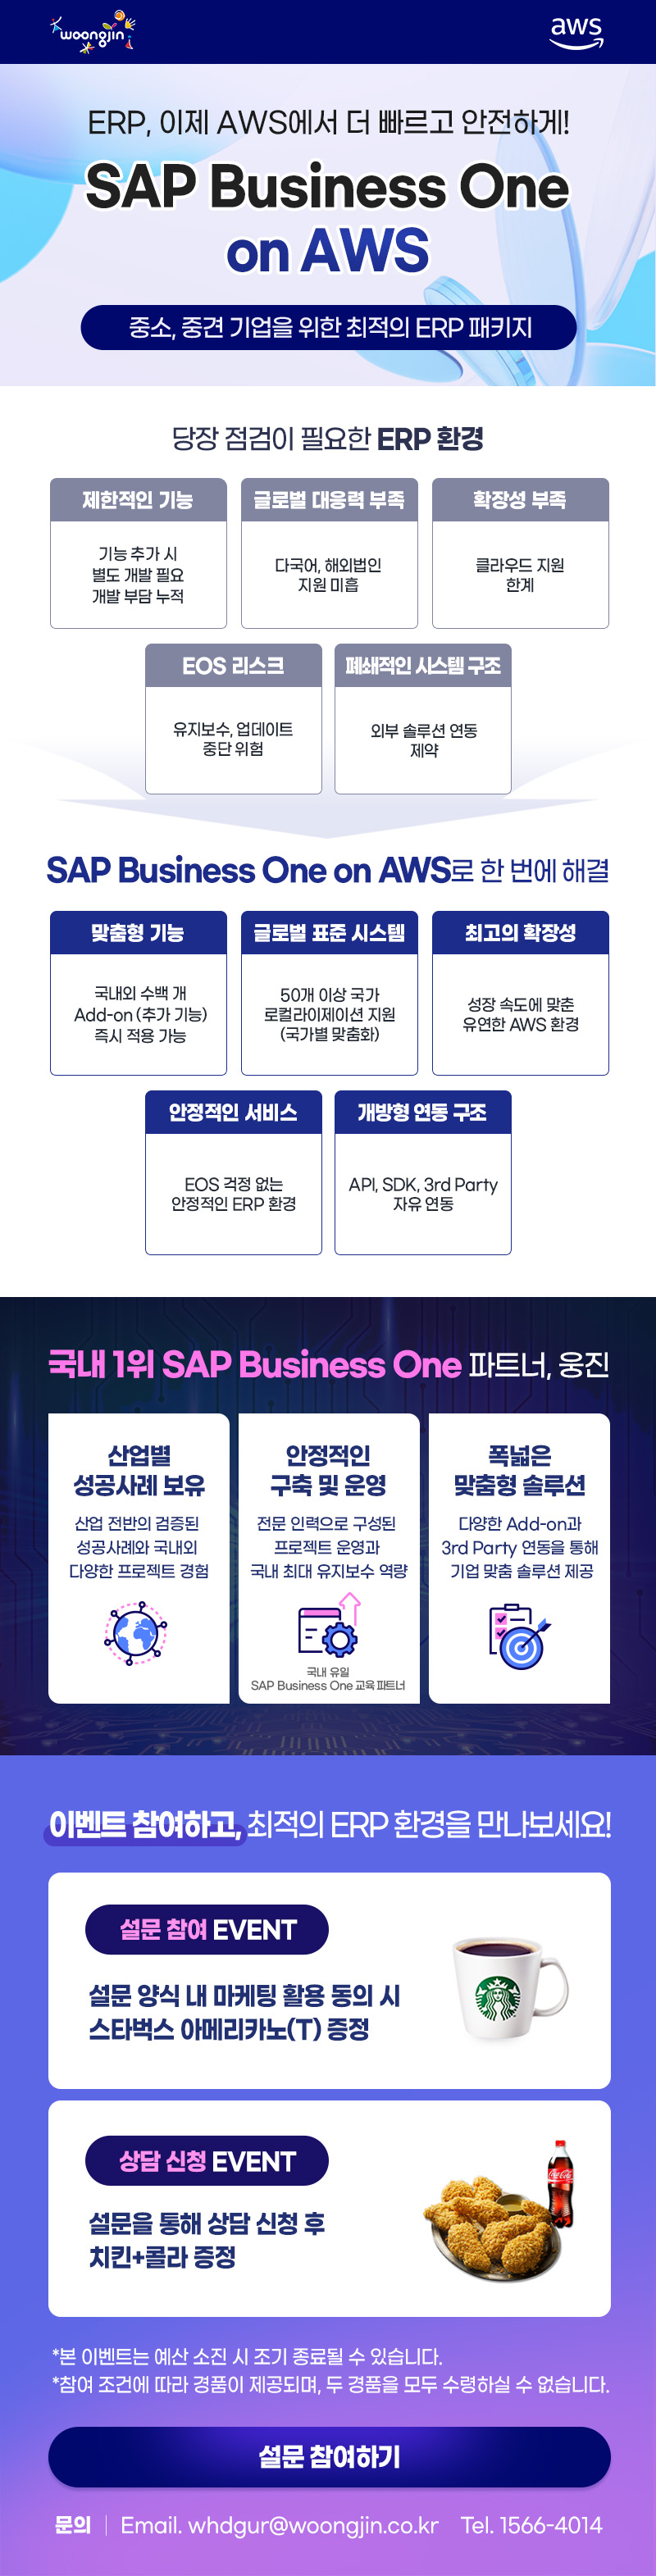 woongjin
aws
ERP, 이제 AWS에서 더 빠르고 안전하게!
SAP Business One
on AWS
중소, 중견 기업을 위한 최적의 ERP 패키지
당장 점검이 필요한 ERP 환경
제한적인 기능
기능 추가 시
별도 개발 필요
개발 부담 누적
글로벌 대응력 부족
다국어, 해외법인
지원 미흡
확장성 부족
클라우드 지원
한계
EOS 리스크
유지보수, 업데이트
중단 위험
폐쇄적인 시스템 구조
외부 솔루션 연동
제약
SAP Business One on AWS로 한 번에 해결
맞춤형 기능
국내외 수백 개
Add-on (추가 기능)
즉시 적용 가능
글로벌 표준 시스템
50개 이상 국가
로컬라이제이션 지원
(국가별 맞춤화)
최고의 확장성
성장 속도에 맞춘
유연한 AWS 환경
안정적인 서비스
EOS 걱정 없는
안정적인 ERP 환경
개방형 연동 구조
API, SDK, 3rd Party
자유 연동
국내 1위 SAP Business One 파트너, 웅진
산업별
성공사례 보유
산업 전반의 검증된
성공사례와 국내외
다양한 프로젝트 경험
안정적인
구축 및 운영
전문 인력으로 구성된
프로젝트 운영과
국내 최대 유지보수 역량
국내 유일
SAP Business One 교육 파트너
폭넓은
맞춤형 솔루션
다양한 Add-on과
3rd Party 연동을 통해
기업 맞춤 솔루션 제공
이벤트 참여하고, 최적의 ERP 환경을 만나보세요!
설문 참여 EVENT
설문 양식 내 마케팅 활용 동의 시
스타벅스 아메리카노(T) 증정
상담 신청 EVENT
설문을 통해 상담 신청 후
치킨+콜라 증정
Coca-Cola
*본 이벤트는 예산 소진 시 조기 종료될 수 있습니다.
*참여 조건에 따라 경품이 제공되며, 두 경품을 모두 수령하실 수 없습니다.
설문 참여하기
문의 | Email. whdgur@woongjin.co.kr Tel. 1566-4014